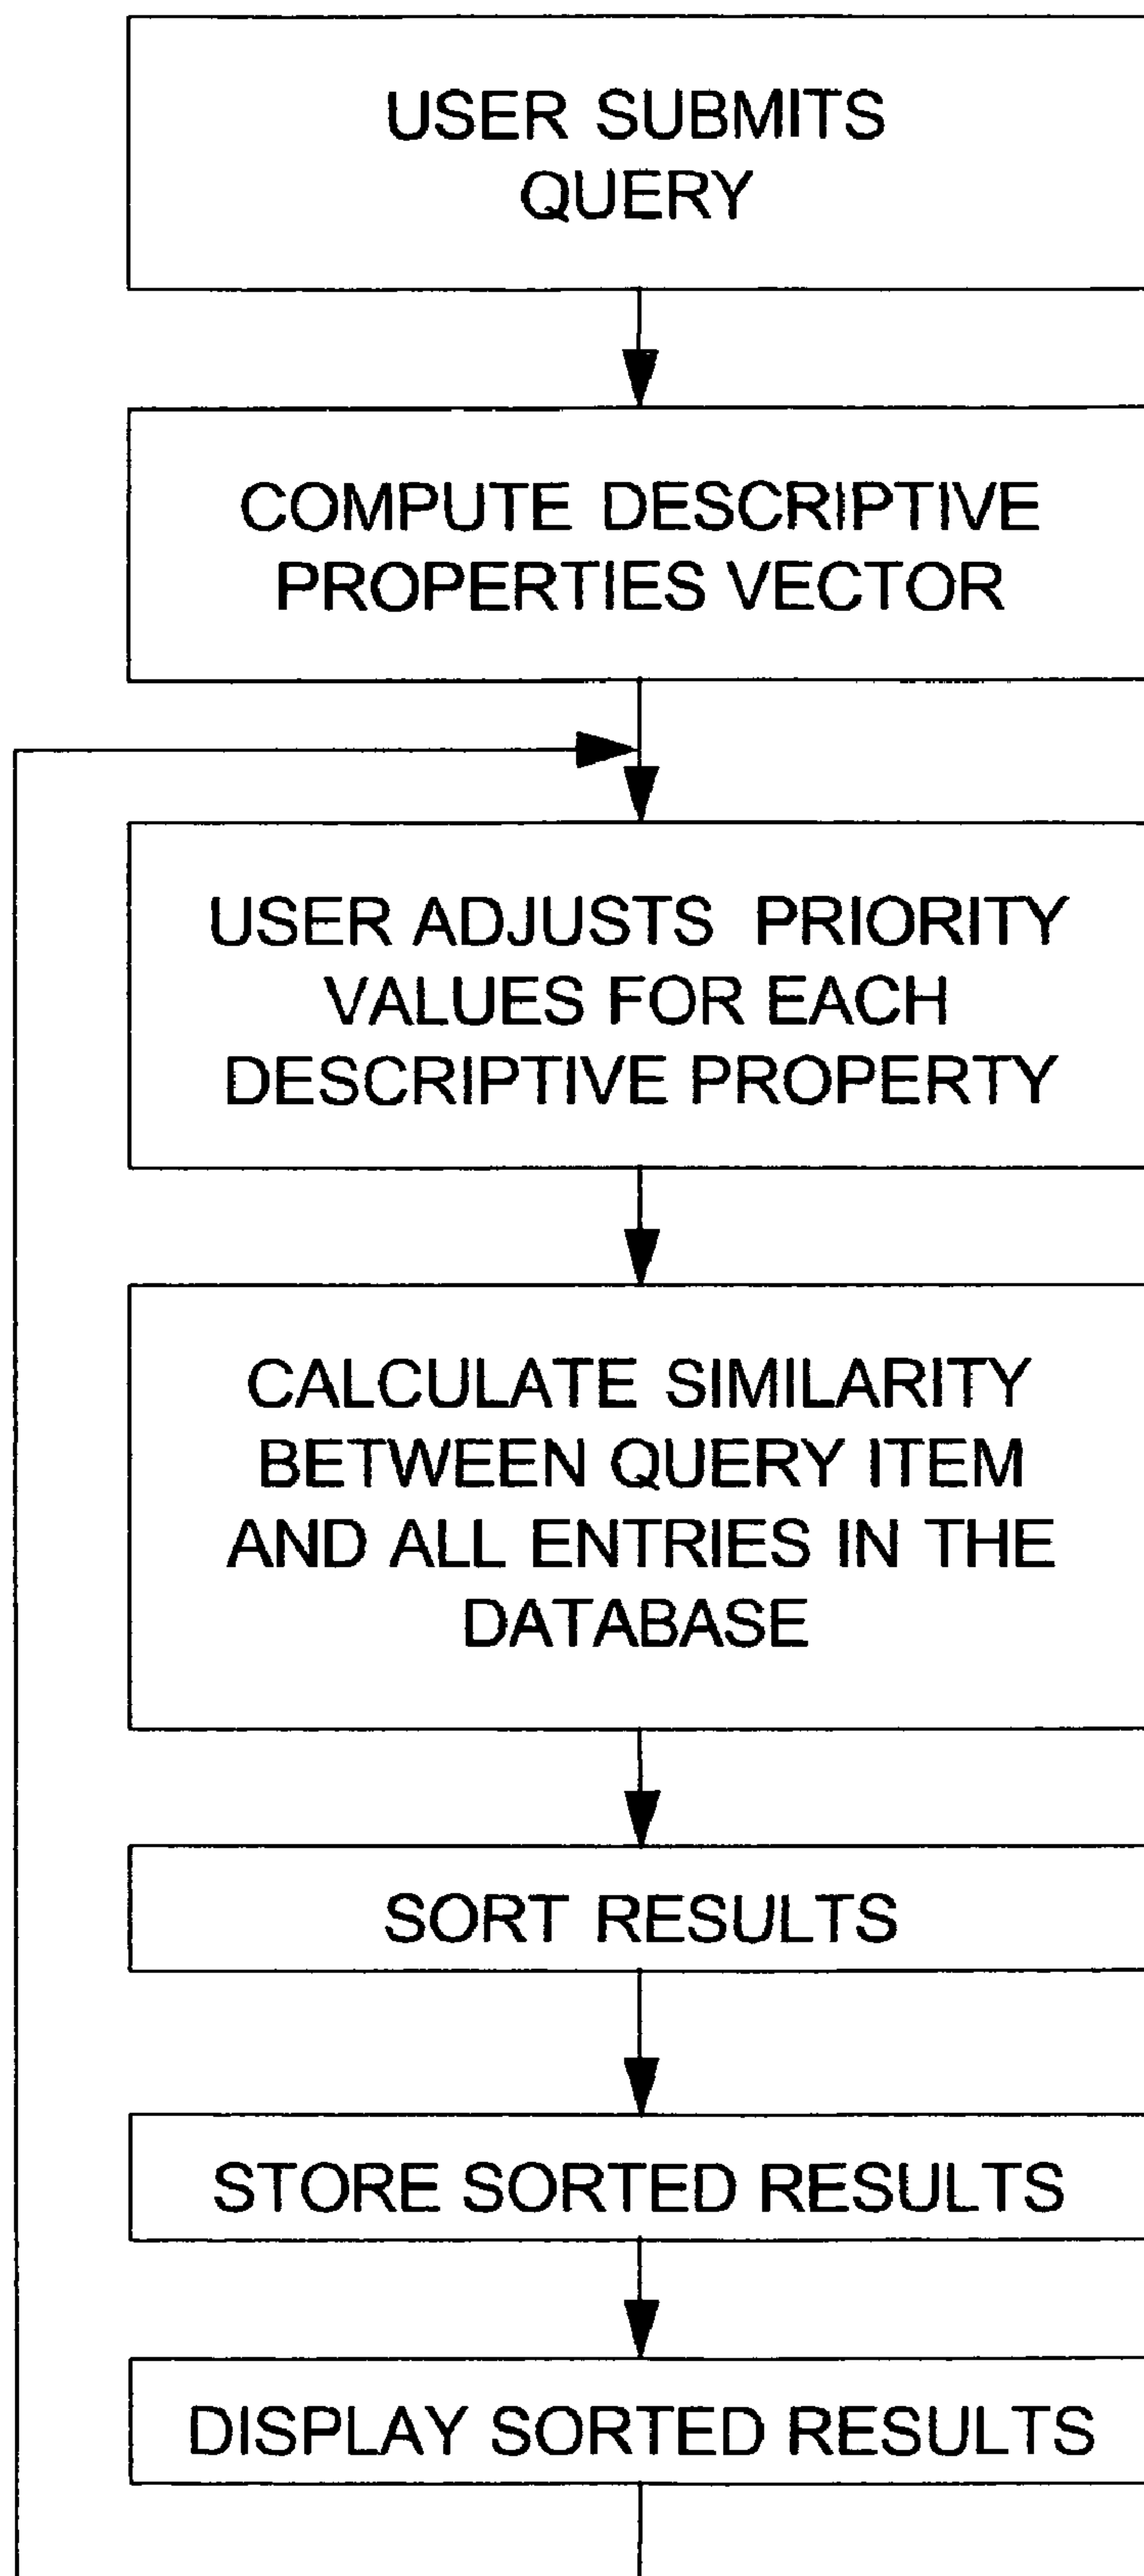 USER SUBMITS
QUERY
COMPUTE DESCRIPTIVE
PROPERTIES VECTOR
USER ADJUSTS PRIORITY
VALUES FOR EACH
DESCRIPTIVE PROPERTY
CALCULATE SIMILARITY
BETWEEN QUERY ITEM
AND ALL ENTRIES IN THE
DATABASE
SORT RESULTS
STORE SORTED RESULTS
DISPLAY SORTED RESULTS